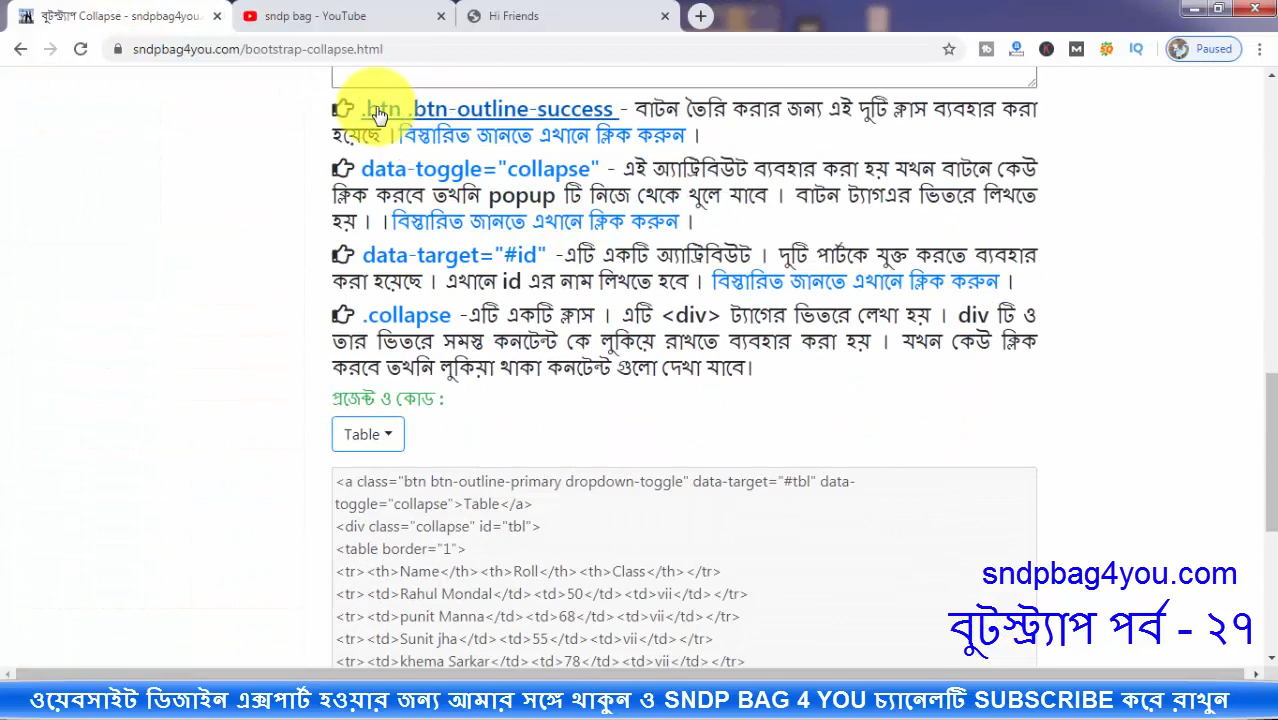 বুটস্ট্র্যাপ Collapse - sndpbag4you
sndp bag - YouTube
Hi Friends
sndpbag4you.com/bootstrap-collapse.html
Paused
.btn .btn-outline-success - বাটন তৈরি করার জন্য এই দুটি ক্লাস ব্যবহার করা
হয়েছে । বিস্তারিত জানতে এখানে ক্লিক করুন ।
data-toggle="collapse" - এই অ্যাট্রিবিউট ব্যবহার করা হয় যখন বাটনে কেউ
ক্লিক করবে তখনি popup টি নিজে থেকে খুলে যাবে । বাটন ট্যাগএর ভিতরে লিখতে
হয় । । বিস্তারিত জানতে এখানে ক্লিক করুন ।
data-target="#id" -এটি একটি অ্যাট্রিবিউট । দুটি পার্টকে যুক্ত করতে ব্যবহার
করা হয়েছে । এখানে id এর নাম লিখতে হবে । বিস্তারিত জানতে এখানে ক্লিক করুন ।
.collapse -এটি একটি ক্লাস । এটি <div> ট্যাগের ভিতরে লেখা হয় । div টি ও
তার ভিতরে সমস্ত কনটেন্ট কে লুকিয়ে রাখতে ব্যবহার করা হয় । যখন কেউ ক্লিক
করবে তখনি লুকিয়া থাকা কনটেন্ট গুলো দেখা যাবে।
প্রজেক্ট ও কোড :
Table
<a class="btn btn-outline-primary dropdown-toggle" data-target="#tbl" data-
toggle="collapse">Table</a>
<div class="collapse" id="tbl">
<table border="1">
<tr> <th>Name</th> <th>Roll</th> <th>Class</th> </tr>
<tr> <td>Rahul Mondal</td> <td>50</td> <td>vii</td> </tr>
<tr> <td>punit Manna</td> <td>68</td> <td>vii</td> </tr>
<tr> <td>Sunit jha</td> <td>55</td> <td>vii</td> </tr>
<tr> <td>khema Sarkar</td> <td>78</td> <td>vii</td> </tr>
sndpbag4you.com
বুটস্ট্র্যাপ পর্ব - ২৭
ওয়েবসাইট ডিজাইন এক্সপার্ট হওয়ার জন্য আমার সঙ্গে থাকুন ও SNDP BAG 4 YOU চ্যানেলটি SUBSCRIBE করে রাখুন